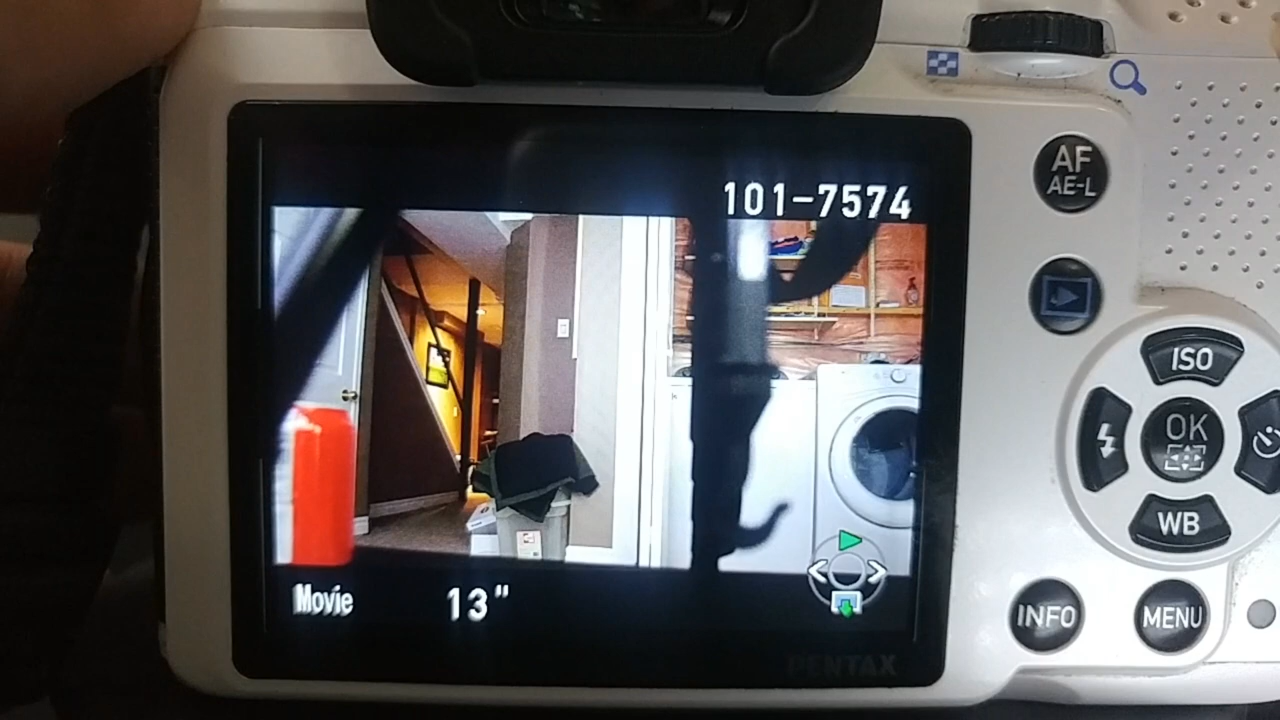 101-7574
AF
AE-L
ISO
OK
WB
Movie 13"
INFO
MENU
PENTAX